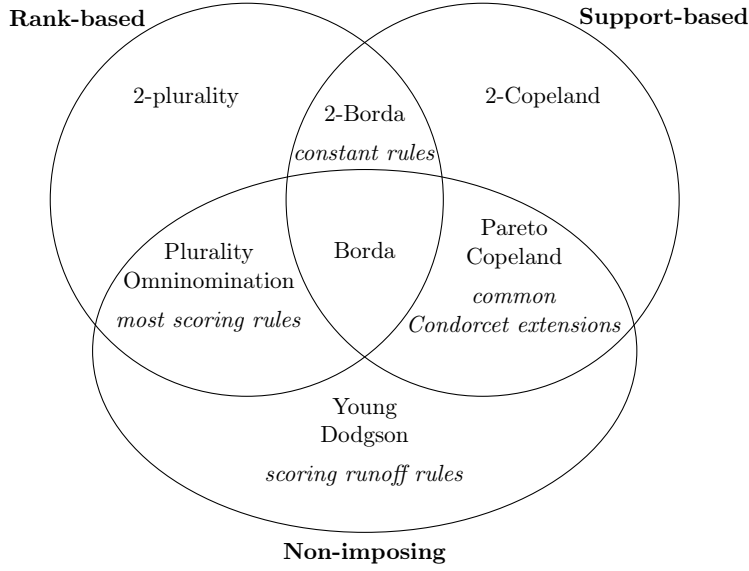 Rank-based
Support-based
2-plurality
2-Borda
constant rules
2-Copeland
Plurality
Omninomination
most scoring rules
Borda
Pareto
Copeland
common
Condorcet extensions
Young
Dodgson
scoring runoff rules
Non-imposing